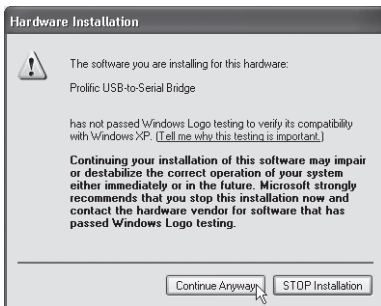 Hardware Installation
The software you are installing for this hardware:
Prolific USB-to-Serial Bridge
has not passed Windows Logo testing to verify its compatibility
with Windows XP. (Tell me why this testing is important.)
Continuing your installation of this software may impair
or destabilize the correct operation of your system
either immediately or in the future. Microsoft strongly
recommends that you stop this installation now and
contact the hardware vendor for software that has
passed Windows Logo testing.
Continue Anyway STOP Installation